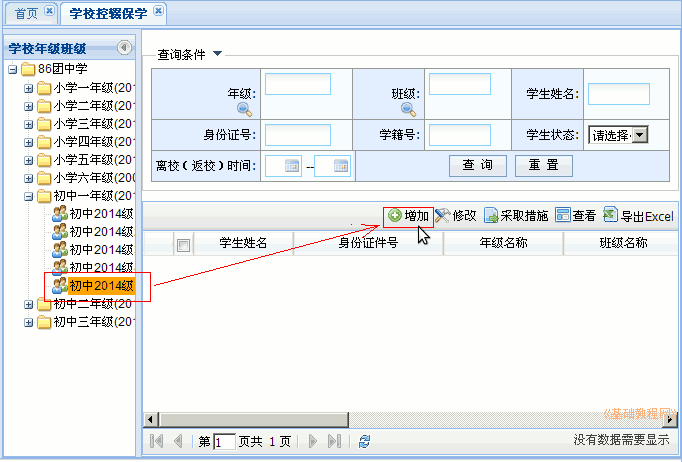 首页 学校控辍保学
学校年级班级
86团中学
小学一年级(201
小学二年级(201
小学三年级(201
小学四年级(201
小学五年级(201
小学六年级(200
初中一年级(201
初中2014级
初中2014级
初中2014级
初中2014级
初中2014级
初中二年级(201
初中三年级(201
查询条件
年级: 班级: 学生姓名:
身份证号: 学籍号: 学生状态: 请选择
离校(返校)时间: -- 查 询 重 置
增加 修改 采取措施 查看 导出Excel
学生姓名 身份证件号 年级名称 班级名称
《基础教程网》
第 1 页共 1 页 没有数据需要显示